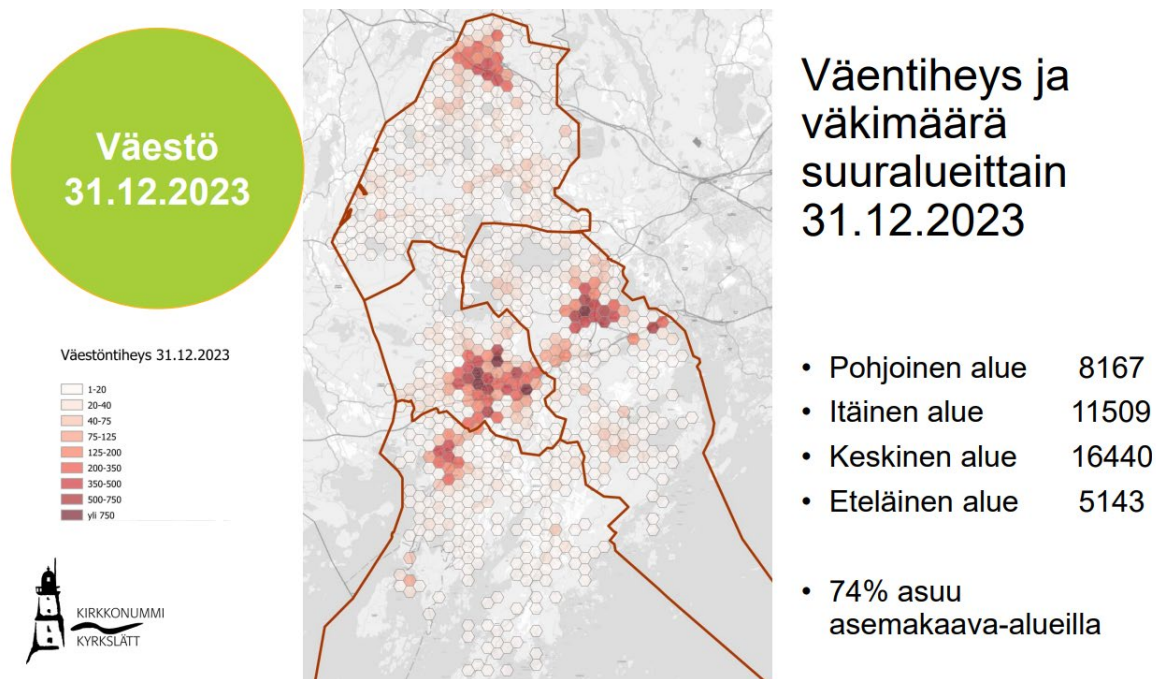 Väestö
31.12.2023
Väestöntiheys 31.12.2023
1-20
20-40
40-75
75-125
125-200
200-350
350-500
500-750
yli 750
KIRKKONUMMI
KYRKSLÄTT
Väentiheys ja
väkimäärä
suuralueittain
31.12.2023
• Pohjoinen alue 8167
• Itäinen alue 11509
• Keskinen alue 16440
• Eteläinen alue 5143
• 74% asuu
asemakaava-alueilla